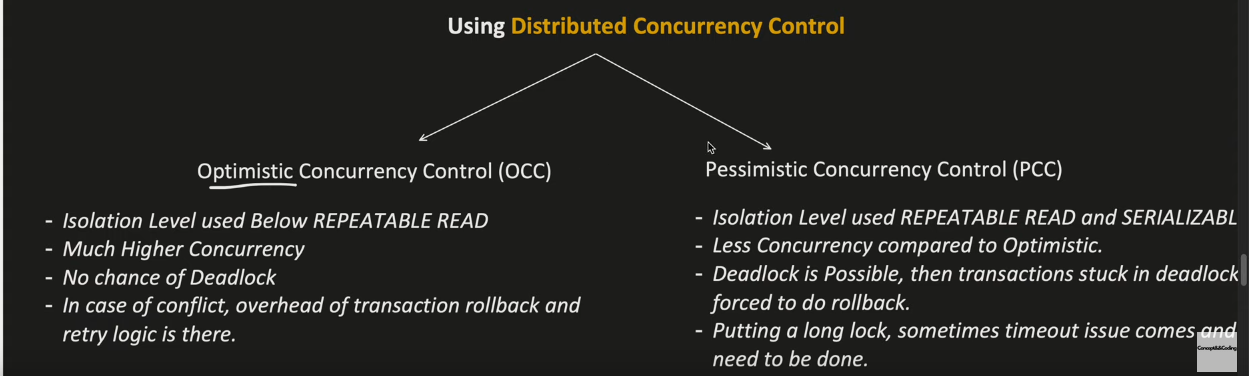 Using Distributed Concurrency Control
Optimistic Concurrency Control (OCC)
- Isolation Level used Below REPEATABLE READ
- Much Higher Concurrency
- No chance of Deadlock
- In case of conflict, overhead of transaction rollback and
retry logic is there.
Pessimistic Concurrency Control (PCC)
- Isolation Level used REPEATABLE READ and SERIALIZABL
- Less Concurrency compared to Optimistic.
- Deadlock is Possible, then transactions stuck in deadlock
forced to do rollback.
- Putting a long lock, sometimes timeout issue comes and
need to be done.
Concept&&Coding